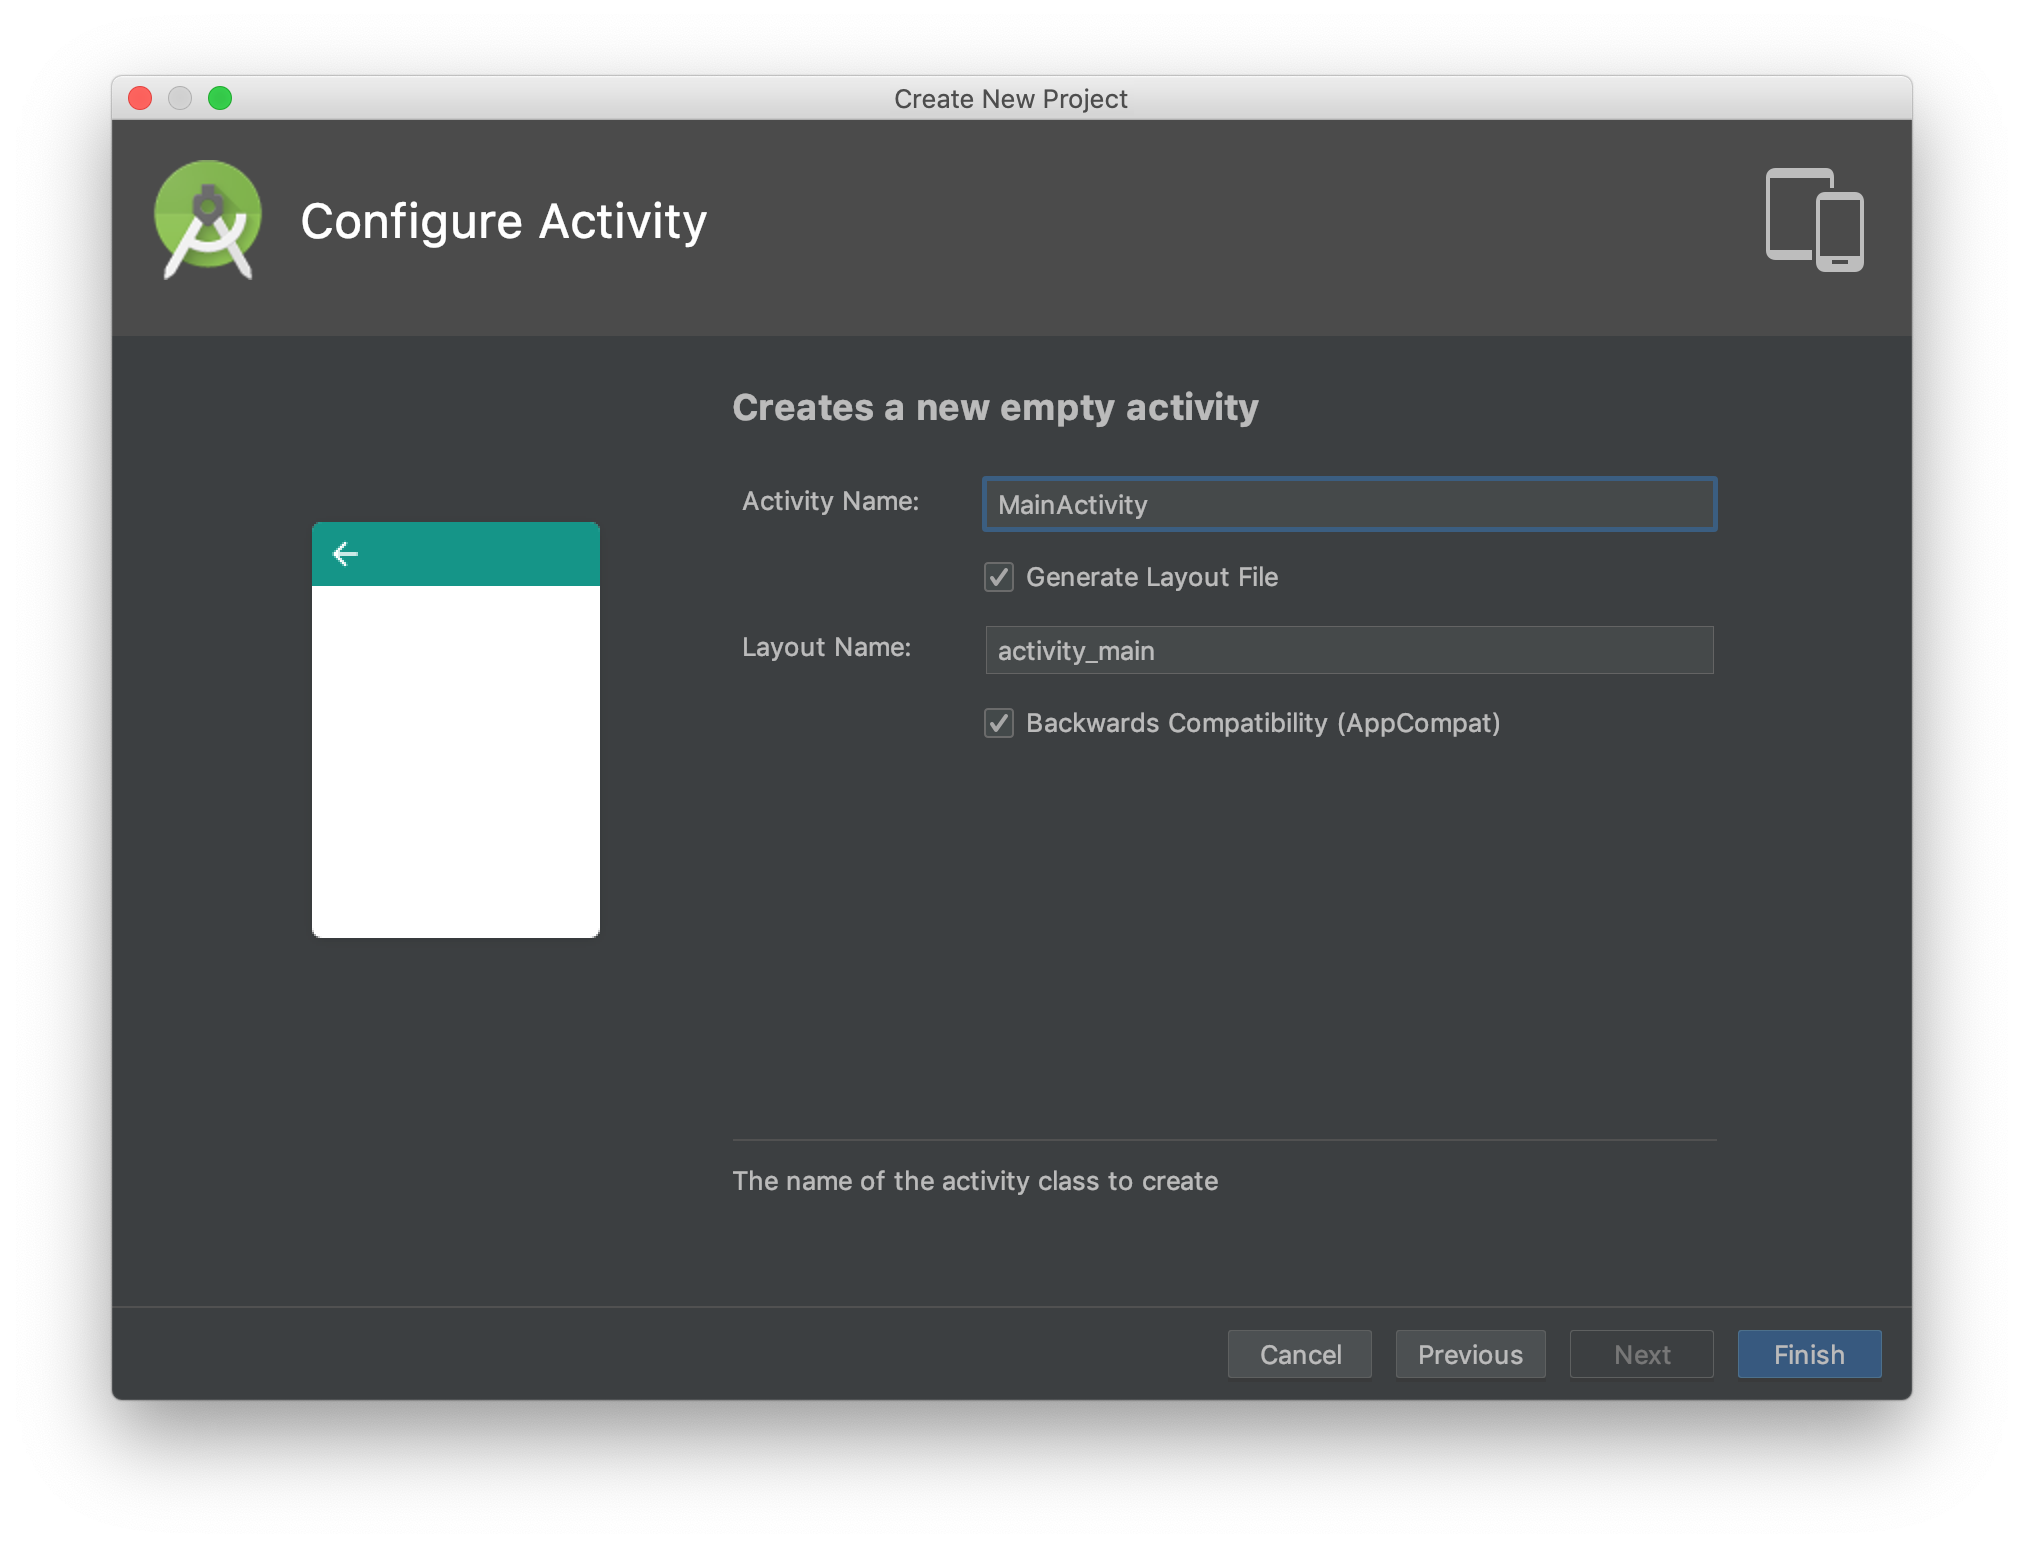 Create New Project
Configure Activity
Creates a new empty activity
Activity Name: MainActivity
Generate Layout File
Layout Name: activity_main
Backwards Compatibility (AppCompat)
The name of the activity class to create
Cancel Previous Next Finish